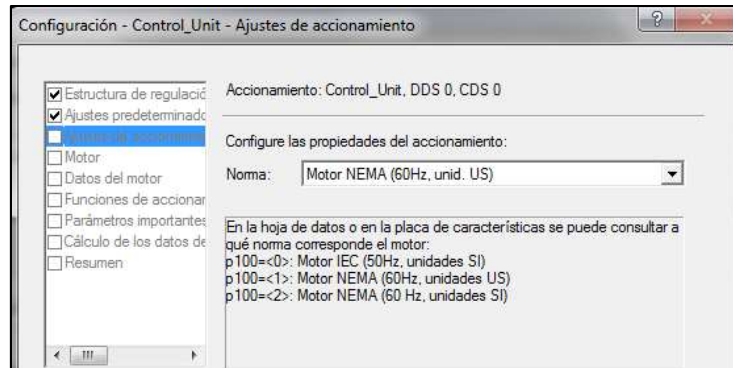 Configuración - Control_Unit - Ajustes de accionamiento
Estructura de regulació
Ajustes predeterminado
Ajustes de accionamien
Motor
Datos del motor
Funciones de accionar
Parámetros importantes
Cálculo de los datos de
Resumen
Accionamiento: Control_Unit, DDS 0, CDS 0
Configure las propiedades del accionamiento:
Norma: Motor NEMA (60Hz, unid. US)
En la hoja de datos o en la placa de características se puede consultar a
qué norma corresponde el motor:
p100=<0>: Motor IEC (50Hz, unidades SI)
p100=<1>: Motor NEMA (60Hz, unidades US)
p100=<2>: Motor NEMA (60 Hz, unidades SI)